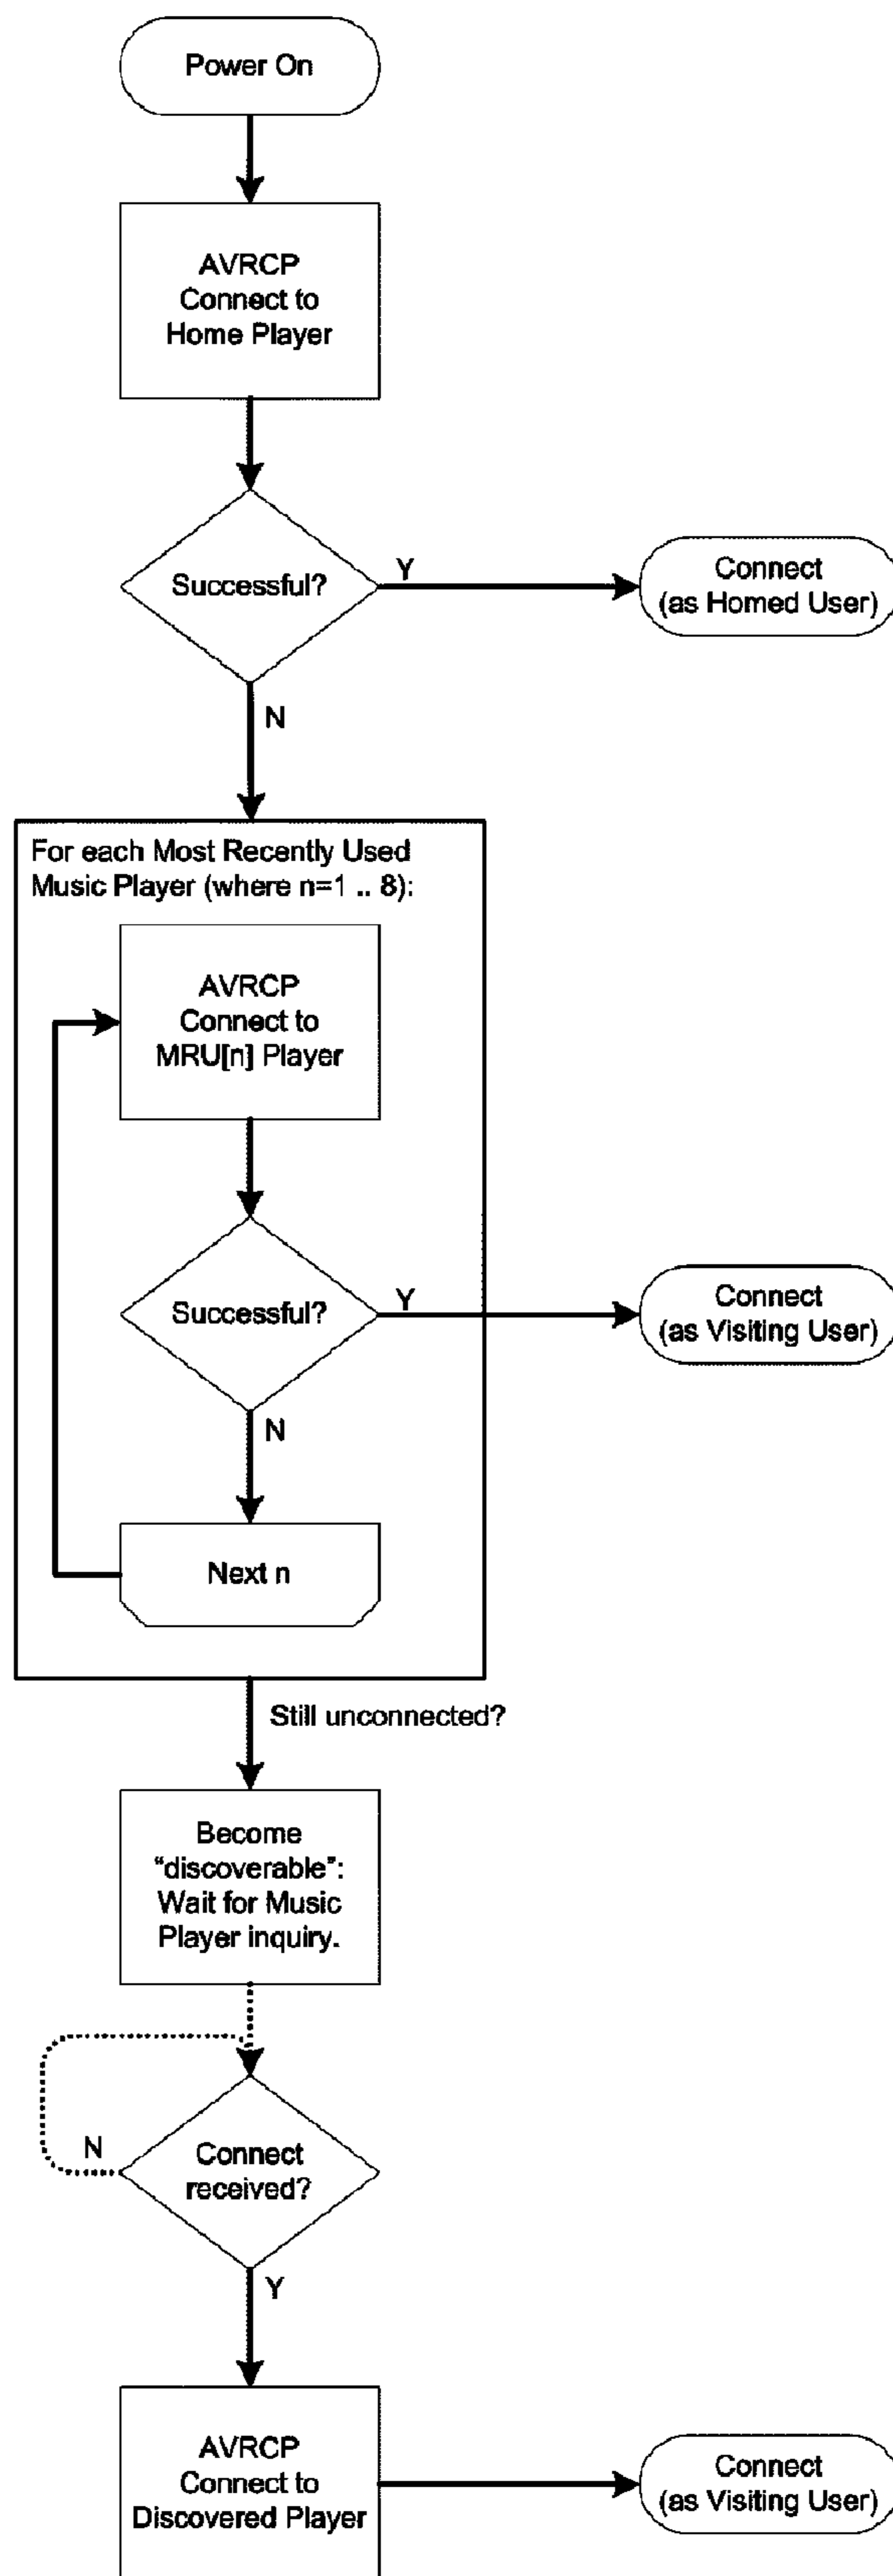 Power On
AVRCP
Connect to
Home Player
Successful?
Y
Connect
(as Homed User)
N
For each Most Recently Used
Music Player (where n=1 .. 8):
AVRCP
Connect to
MRU[n] Player
Successful?
Y
Connect
(as Visiting User)
N
Next n
Still unconnected?
Become
“discoverable”:
Wait for Music
Player inquiry.
N
Connect
received?
Y
AVRCP
Connect to
Discovered Player
Connect
(as Visiting User)